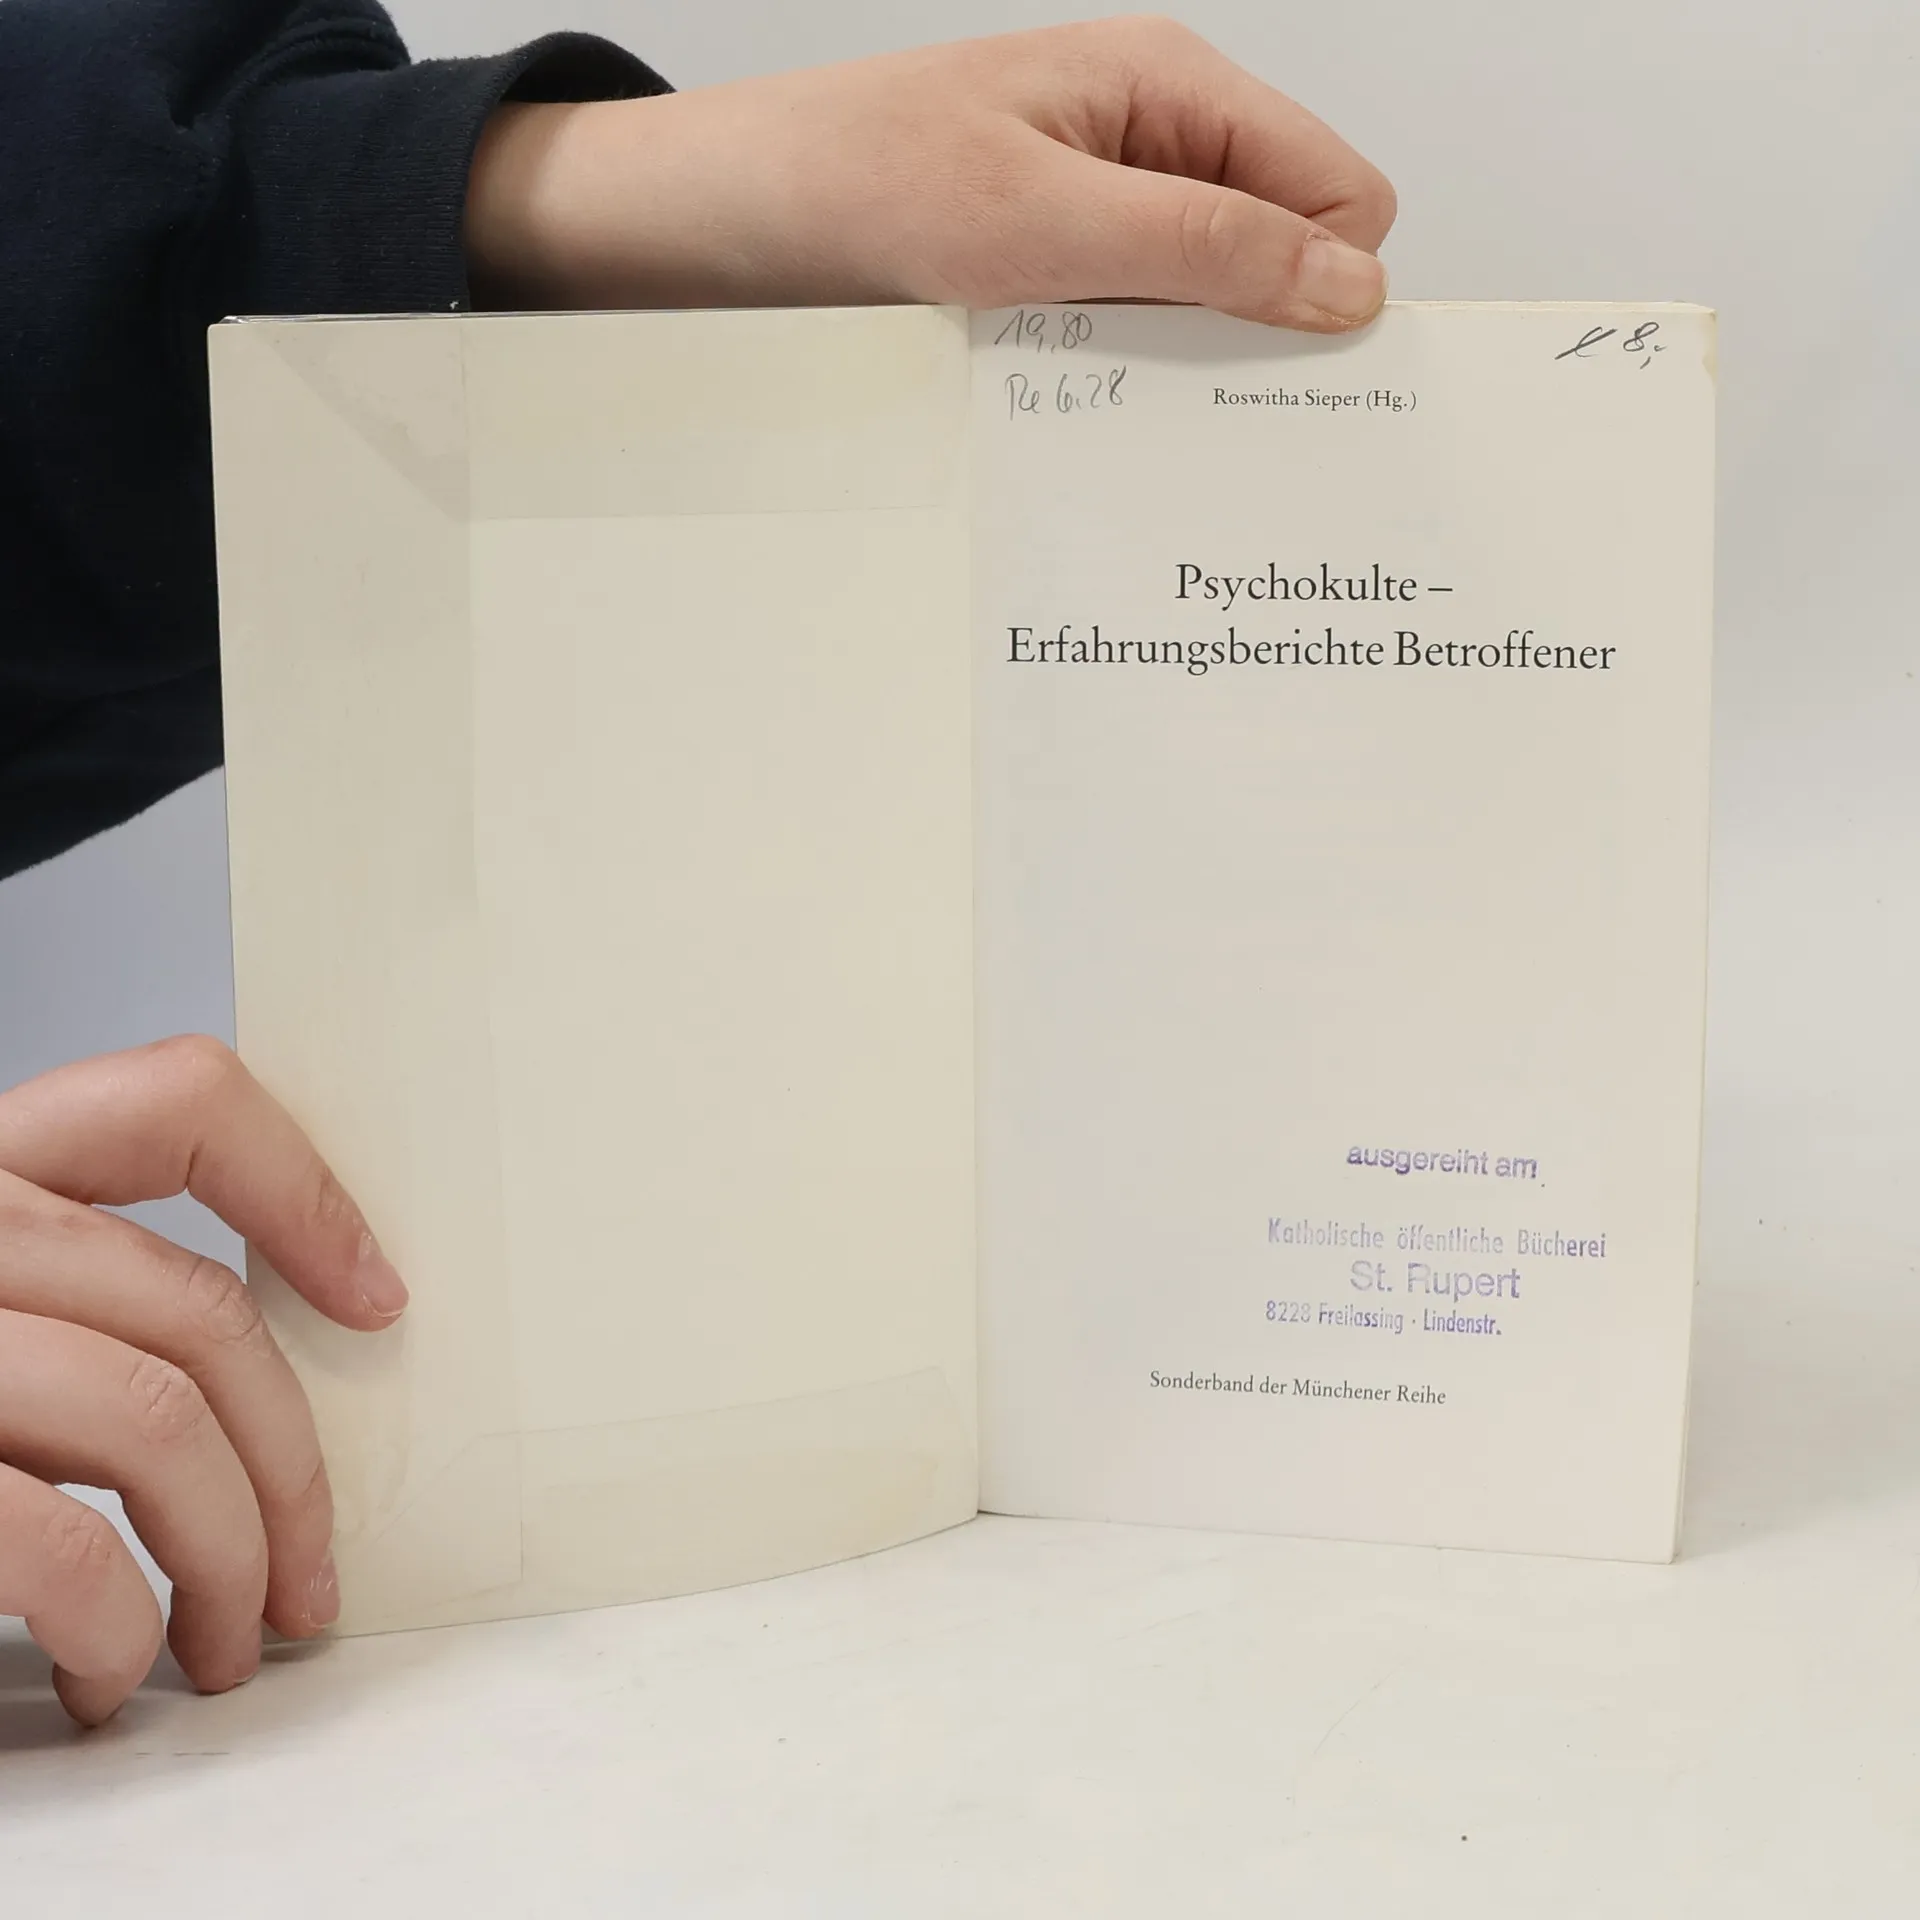 19,80
Re 6.28
€ 8,-
Roswitha Sieper (Hg.)
Psychokulte –
Erfahrungsberichte Betroffener
ausgereiht am
Katholische öffentliche Bücherei
St. Rupert
8228 Freilassing · Lindenstr.
Sonderband der Münchener Reihe